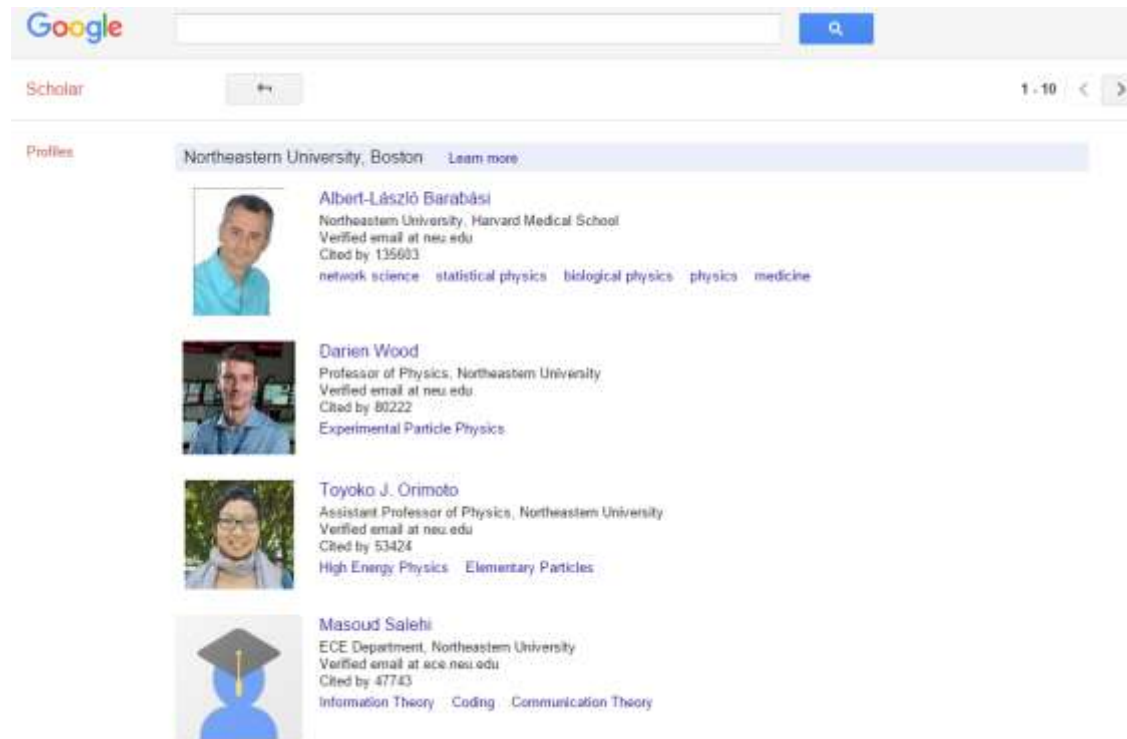 Google
Scholar
1 - 10
Profiles
Northeastern University, Boston Learn more
Albert-László Barabási
Northeastern University, Harvard Medical School
Verified email at neu.edu
Cited by 135603
network science statistical physics biological physics physics medicine
Darien Wood
Professor of Physics, Northeastern University
Verified email at neu.edu
Cited by 80222
Experimental Particle Physics
Toyoko J. Orimoto
Assistant Professor of Physics, Northeastern University
Verified email at neu.edu
Cited by 53424
High Energy Physics Elementary Particles
Masoud Salehi
ECE Department, Northeastern University
Verified email at ece.neu.edu
Cited by 47743
Information Theory Coding Communication Theory